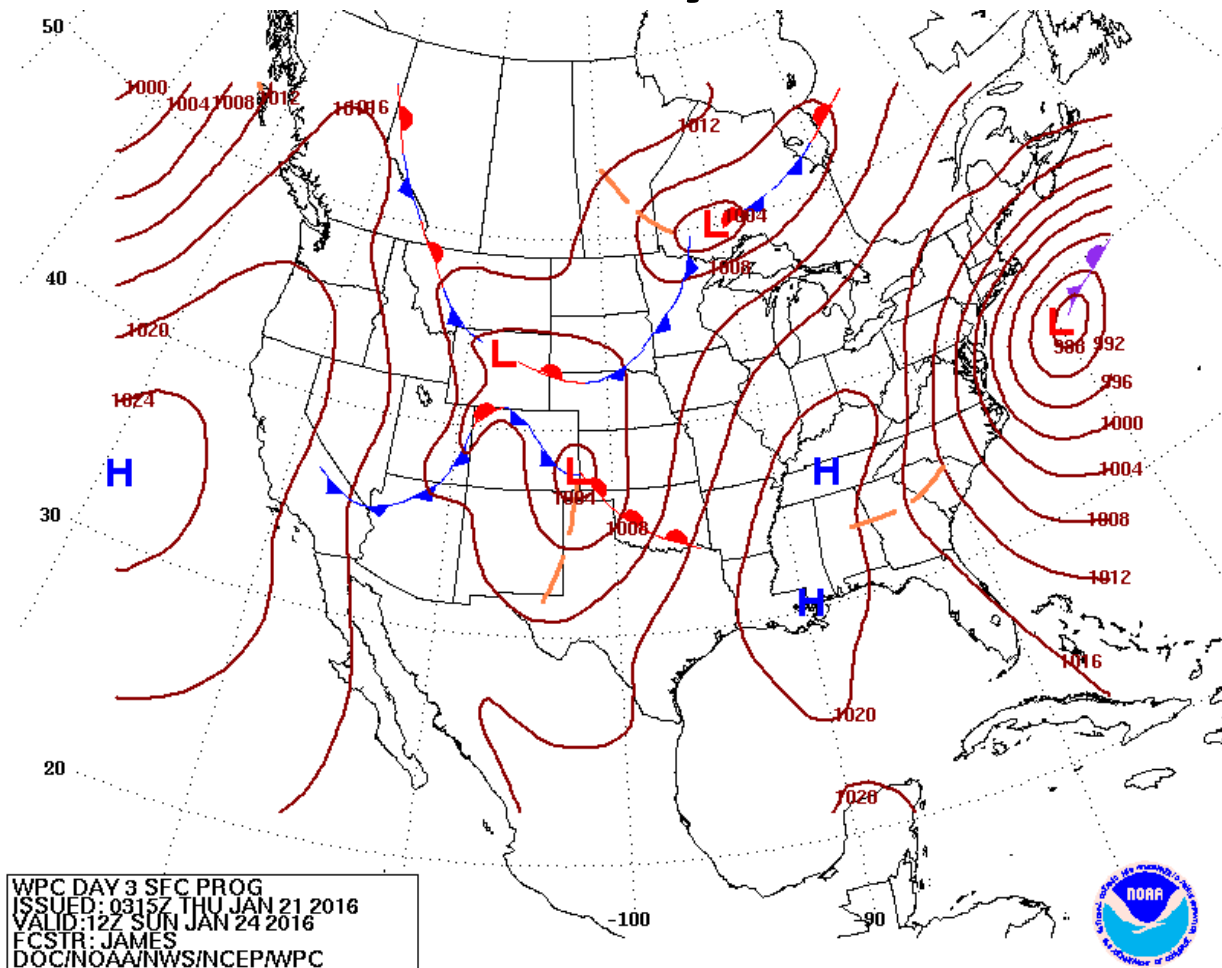 50
1000
1004
1008
1012
1016
1012
1004
1008
L
40
1020
L
L
988
992
996
1024
H
1000
L
1004
H
1004
30
1008
1008
1012
H
1016
1020
20
1020
WPC DAY 3 SFC PROG
ISSUED: 0315Z THU JAN 21 2016
VALID:12Z SUN JAN 24 2016
FCSTR: JAMES
DOC/NOAA/NWS/NCEP/WPC
-100
-90
NOAA